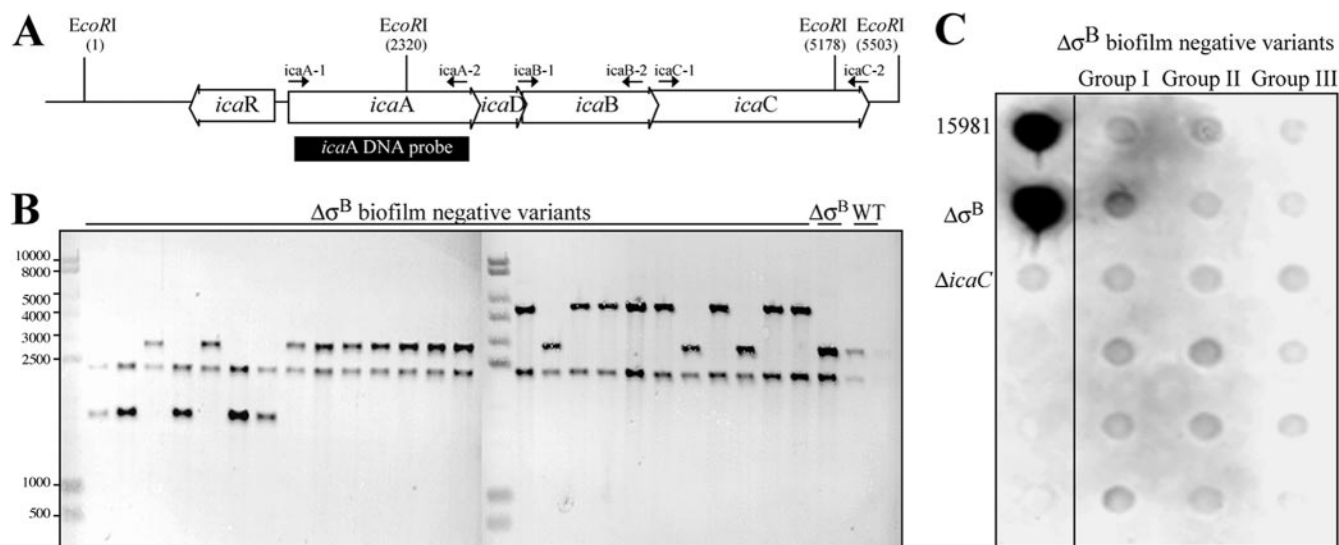 A
EcoRI EcoRI EcoRI EcoRI
(1) (2320) (5178) (5503)
icaA-1 icaA-2 icaB-1 icaB-2 icaC-1 icaC-2
icaR icaA icaD icaB icaC
icaA DNA probe
B
Δσᴮ biofilm negative variants Δσᴮ WT
10000
8000
5000
4000
3000
2500
1000
500
C
Δσᴮ biofilm negative variants
Group I Group II Group III
15981
Δσᴮ
ΔicaC